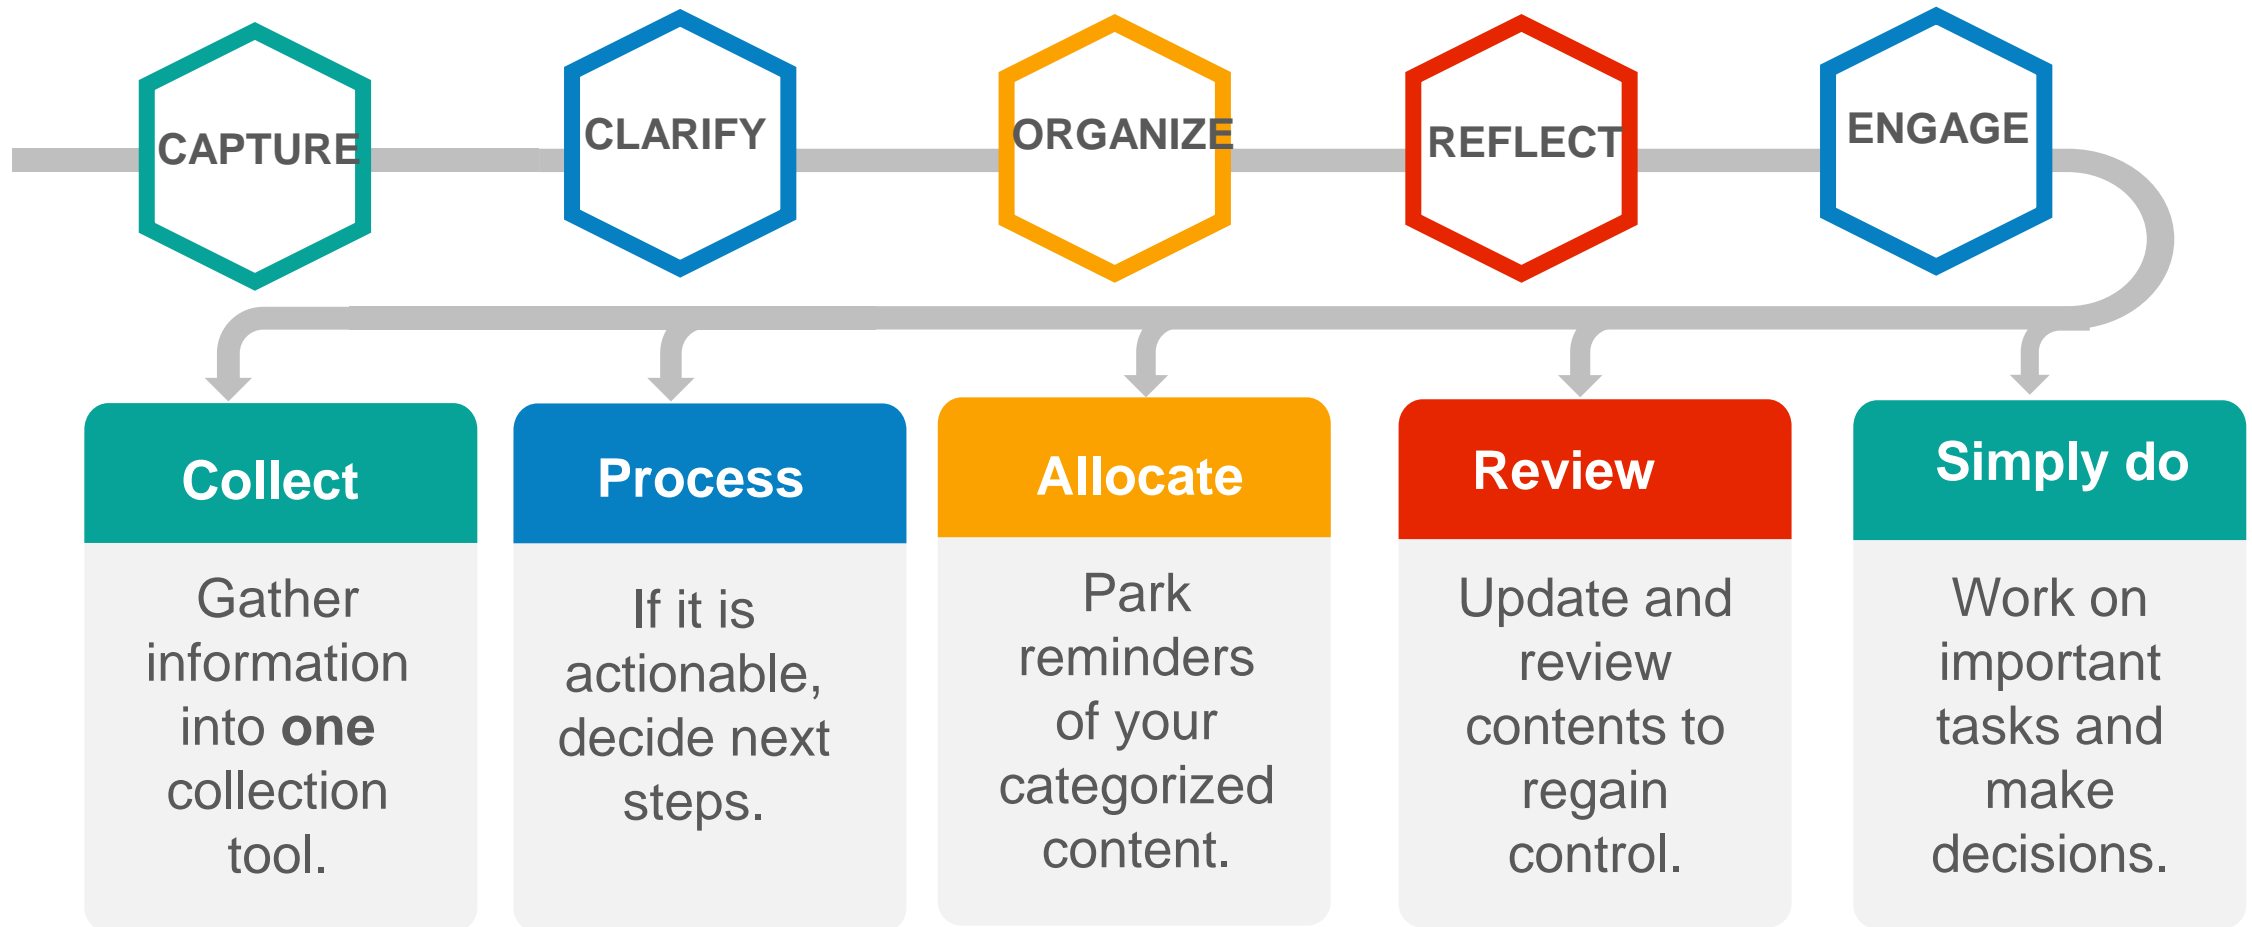 CAPTURE
CLARIFY
ORGANIZE
REFLECT
ENGAGE
Collect
Gather
information
into one
collection
tool.
Process
If it is
actionable,
decide next
steps.
Allocate
Park
reminders
of your
categorized
content.
Review
Update and
review
contents to
regain
control.
Simply do
Work on
important
tasks and
make
decisions.